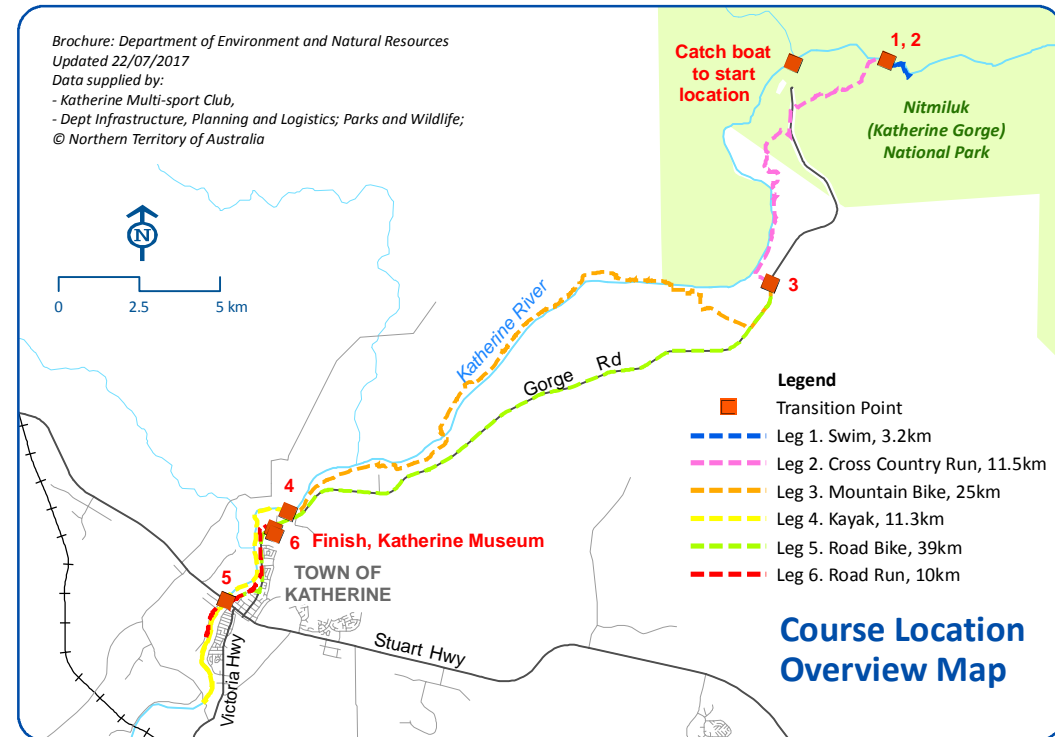 Brochure: Department of Environment and Natural Resources
Updated 22/07/2017
Data supplied by:
- Katherine Multi-sport Club,
- Dept Infrastructure, Planning and Logistics; Parks and Wildlife;
© Northern Territory of Australia
Catch boat
to start
location
1, 2
Nitmiluk
(Katherine Gorge)
National Park
N
0 2.5 5 km
3
Katherine River
Gorge Rd
Legend
Transition Point
Leg 1. Swim, 3.2km
Leg 2. Cross Country Run, 11.5km
Leg 3. Mountain Bike, 25km
Leg 4. Kayak, 11.3km
Leg 5. Road Bike, 39km
Leg 6. Road Run, 10km
4
6 Finish, Katherine Museum
5
TOWN OF
KATHERINE
Stuart Hwy
Victoria Hwy
Course Location
Overview Map